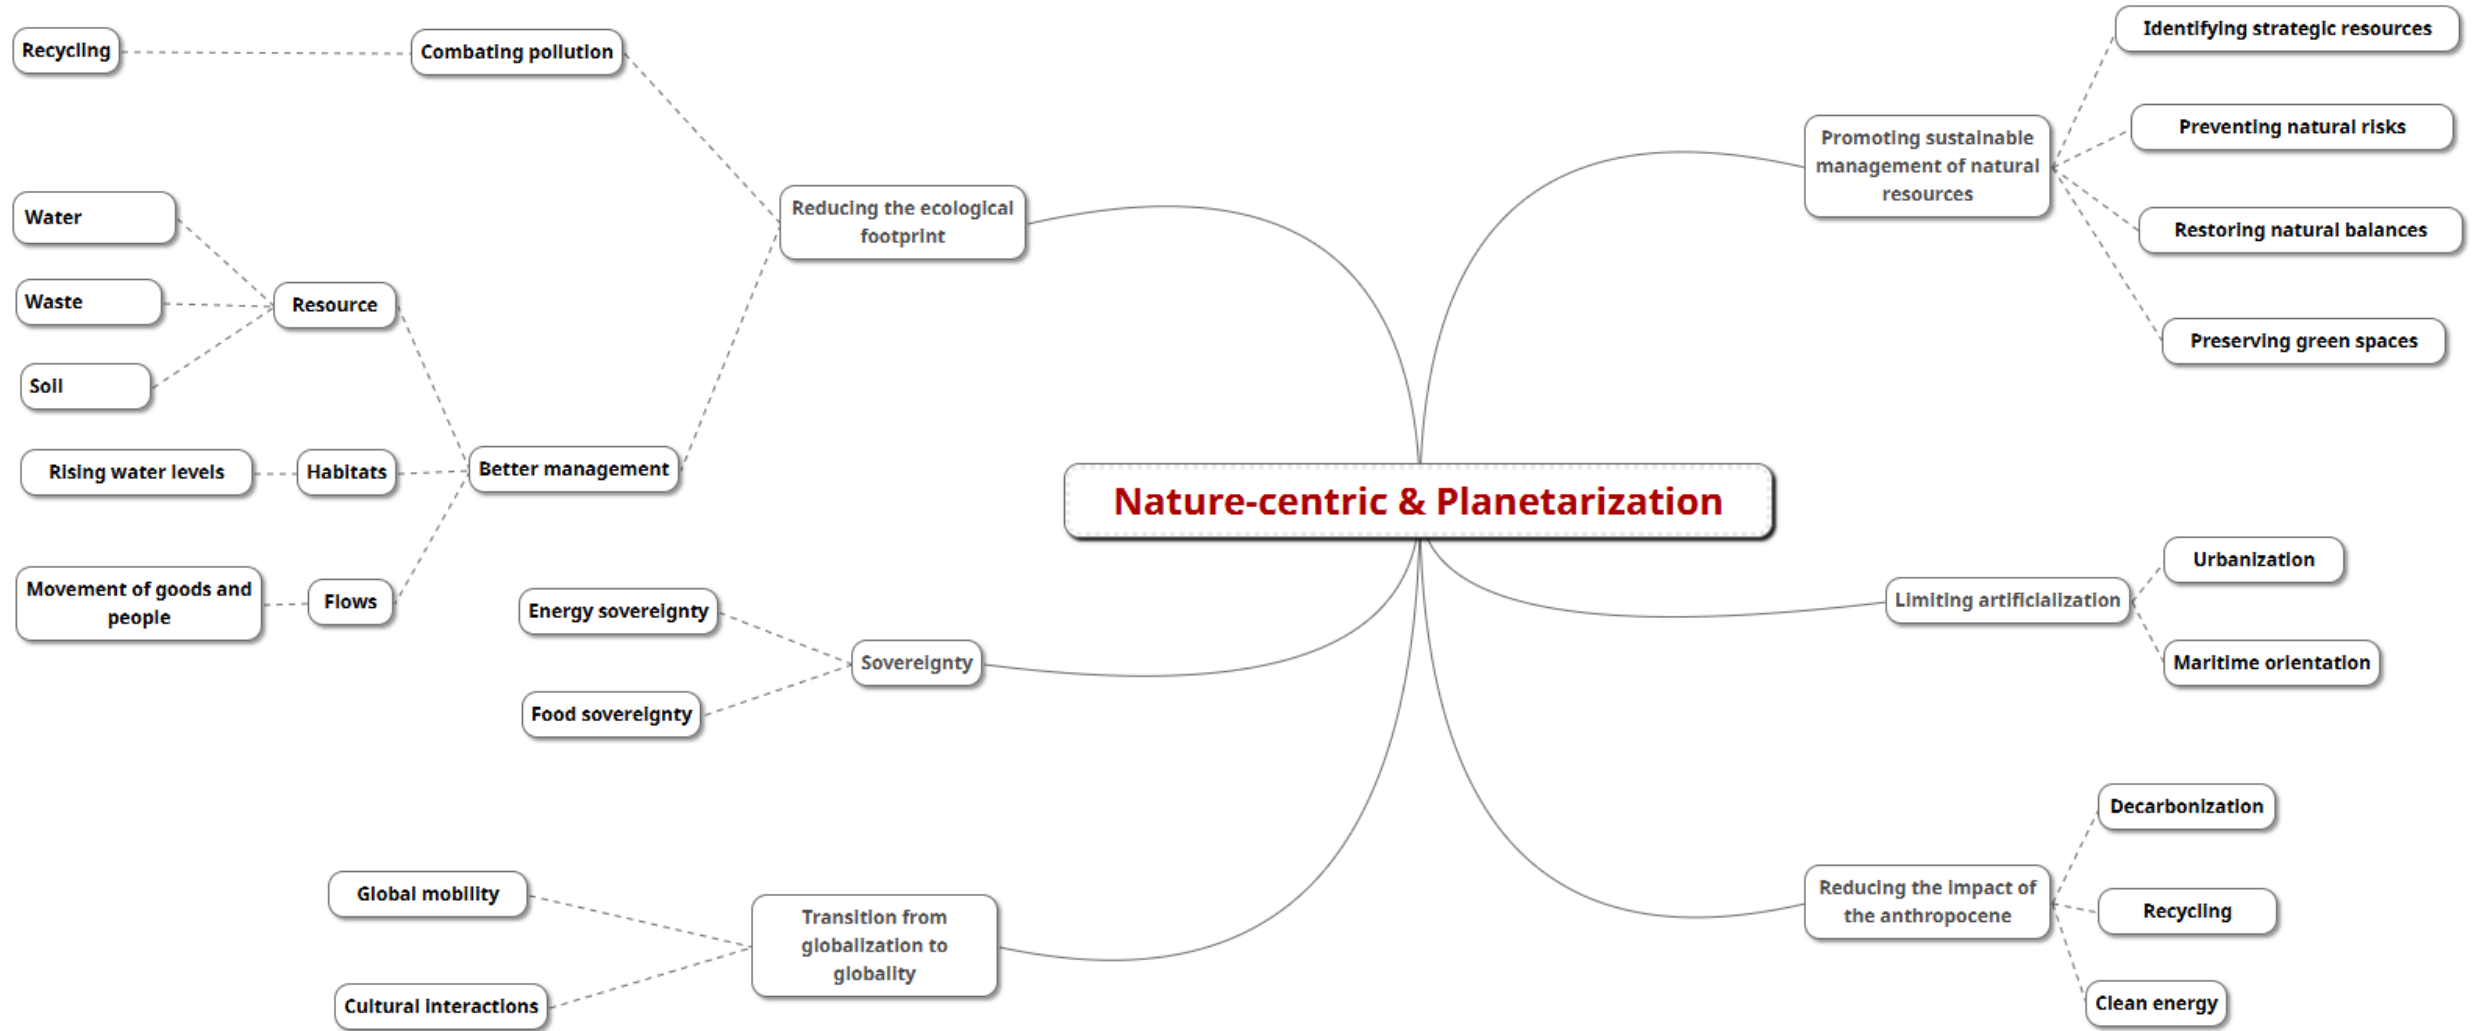 Recycling
Combating pollution
Water
Waste
Soil
Resource
Reducing the ecological
footprint
Rising water levels
Habitats
Better management
Movement of goods and
people
Flows
Energy sovereignty
Food sovereignty
Sovereignty
Global mobility
Cultural interactions
Transition from
globalization to
globality
Nature-centric & Planetarization
Promoting sustainable
management of natural
resources
Identifying strategic resources
Preventing natural risks
Restoring natural balances
Preserving green spaces
Limiting artificialization
Urbanization
Maritime orientation
Reducing the impact of
the anthropocene
Decarbonization
Recycling
Clean energy